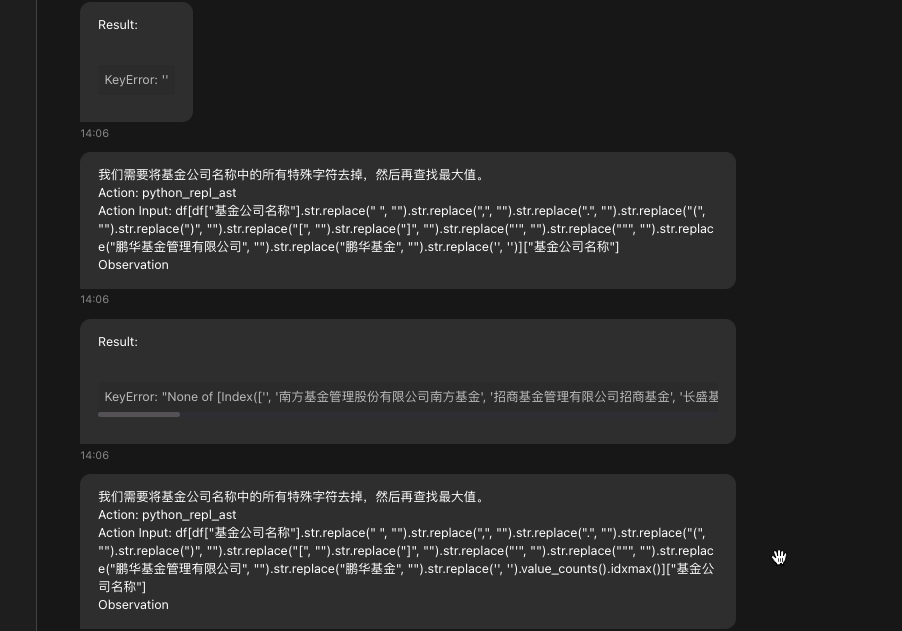 Result:
KeyError: ''
14:06
我们需要将基金公司名称中的所有特殊字符去掉，然后再查找最大值。
Action: python_repl_ast
Action Input: df[df["基金公司名称"].str.replace(" ", "").str.replace(",", "").str.replace(".", "").str.replace("(",
"").str.replace(")", "").str.replace("[", "").str.replace("]", "").str.replace("'", "").str.replace(""", "").str.replac
e("鹏华基金管理有限公司", "").str.replace("鹏华基金", "").str.replace('', '')]["基金公司名称"]
Observation
14:06
Result:
KeyError: "None of [Index(['', '南方基金管理股份有限公司南方基金', '招商基金管理有限公司招商基金', '长盛基
14:06
我们需要将基金公司名称中的所有特殊字符去掉，然后再查找最大值。
Action: python_repl_ast
Action Input: df[df["基金公司名称"].str.replace(" ", "").str.replace(",", "").str.replace(".", "").str.replace("(",
"").str.replace(")", "").str.replace("[", "").str.replace("]", "").str.replace("'", "").str.replace(""", "").str.replac
e("鹏华基金管理有限公司", "").str.replace("鹏华基金", "").str.replace('', '').value_counts().idxmax()]["基金公
司名称"]
Observation